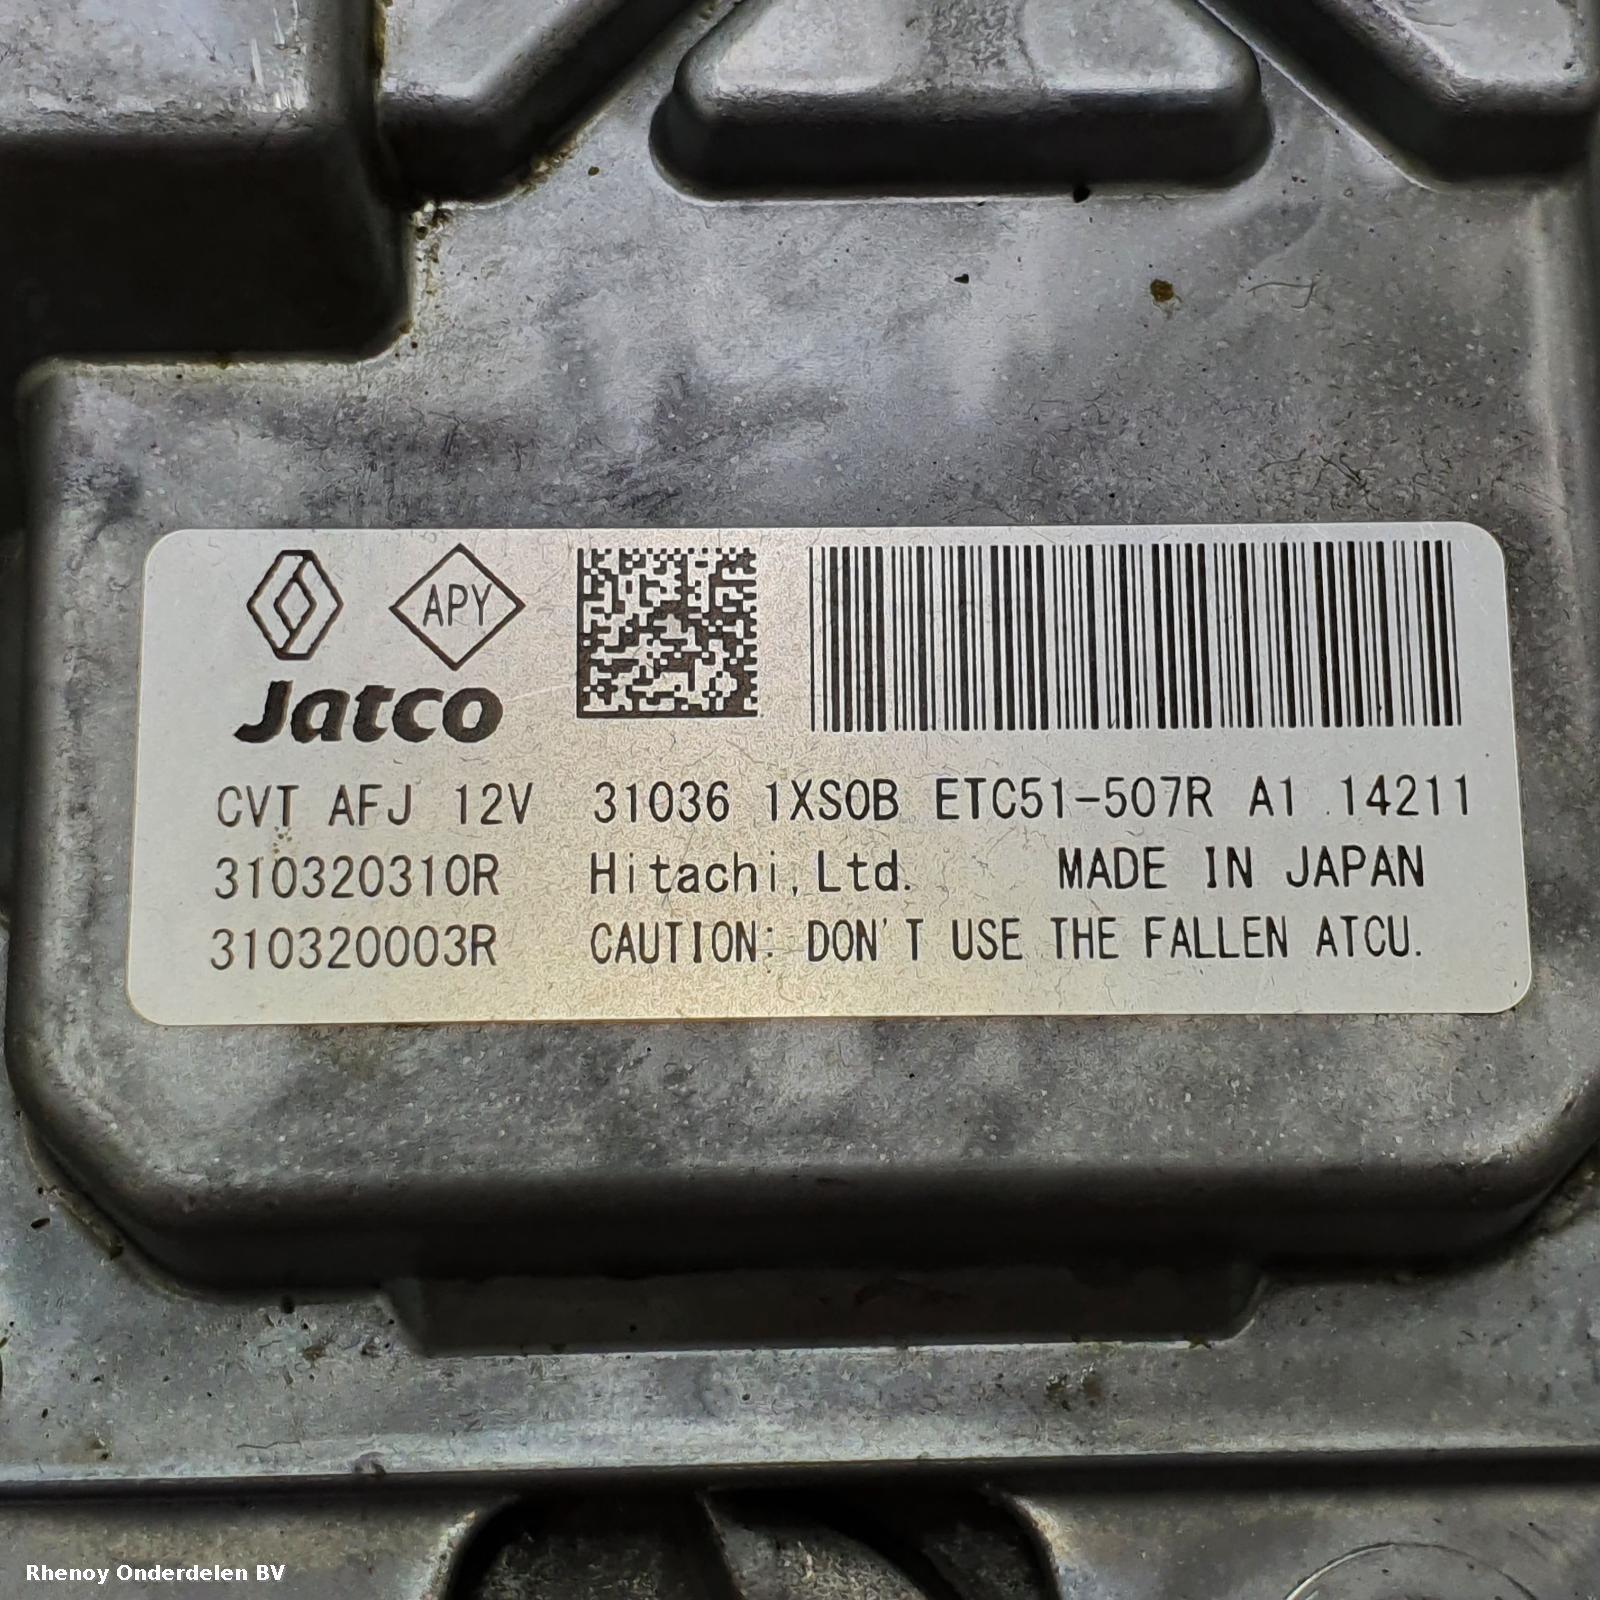 APY
Jatco
CVT AFJ 12V 31036 1XS0B ETC51-507R A1 14211
310320310R Hitachi, Ltd. MADE IN JAPAN
310320003R CAUTION: DON'T USE THE FALLEN ATCU.
Rhenoy Onderdelen BV